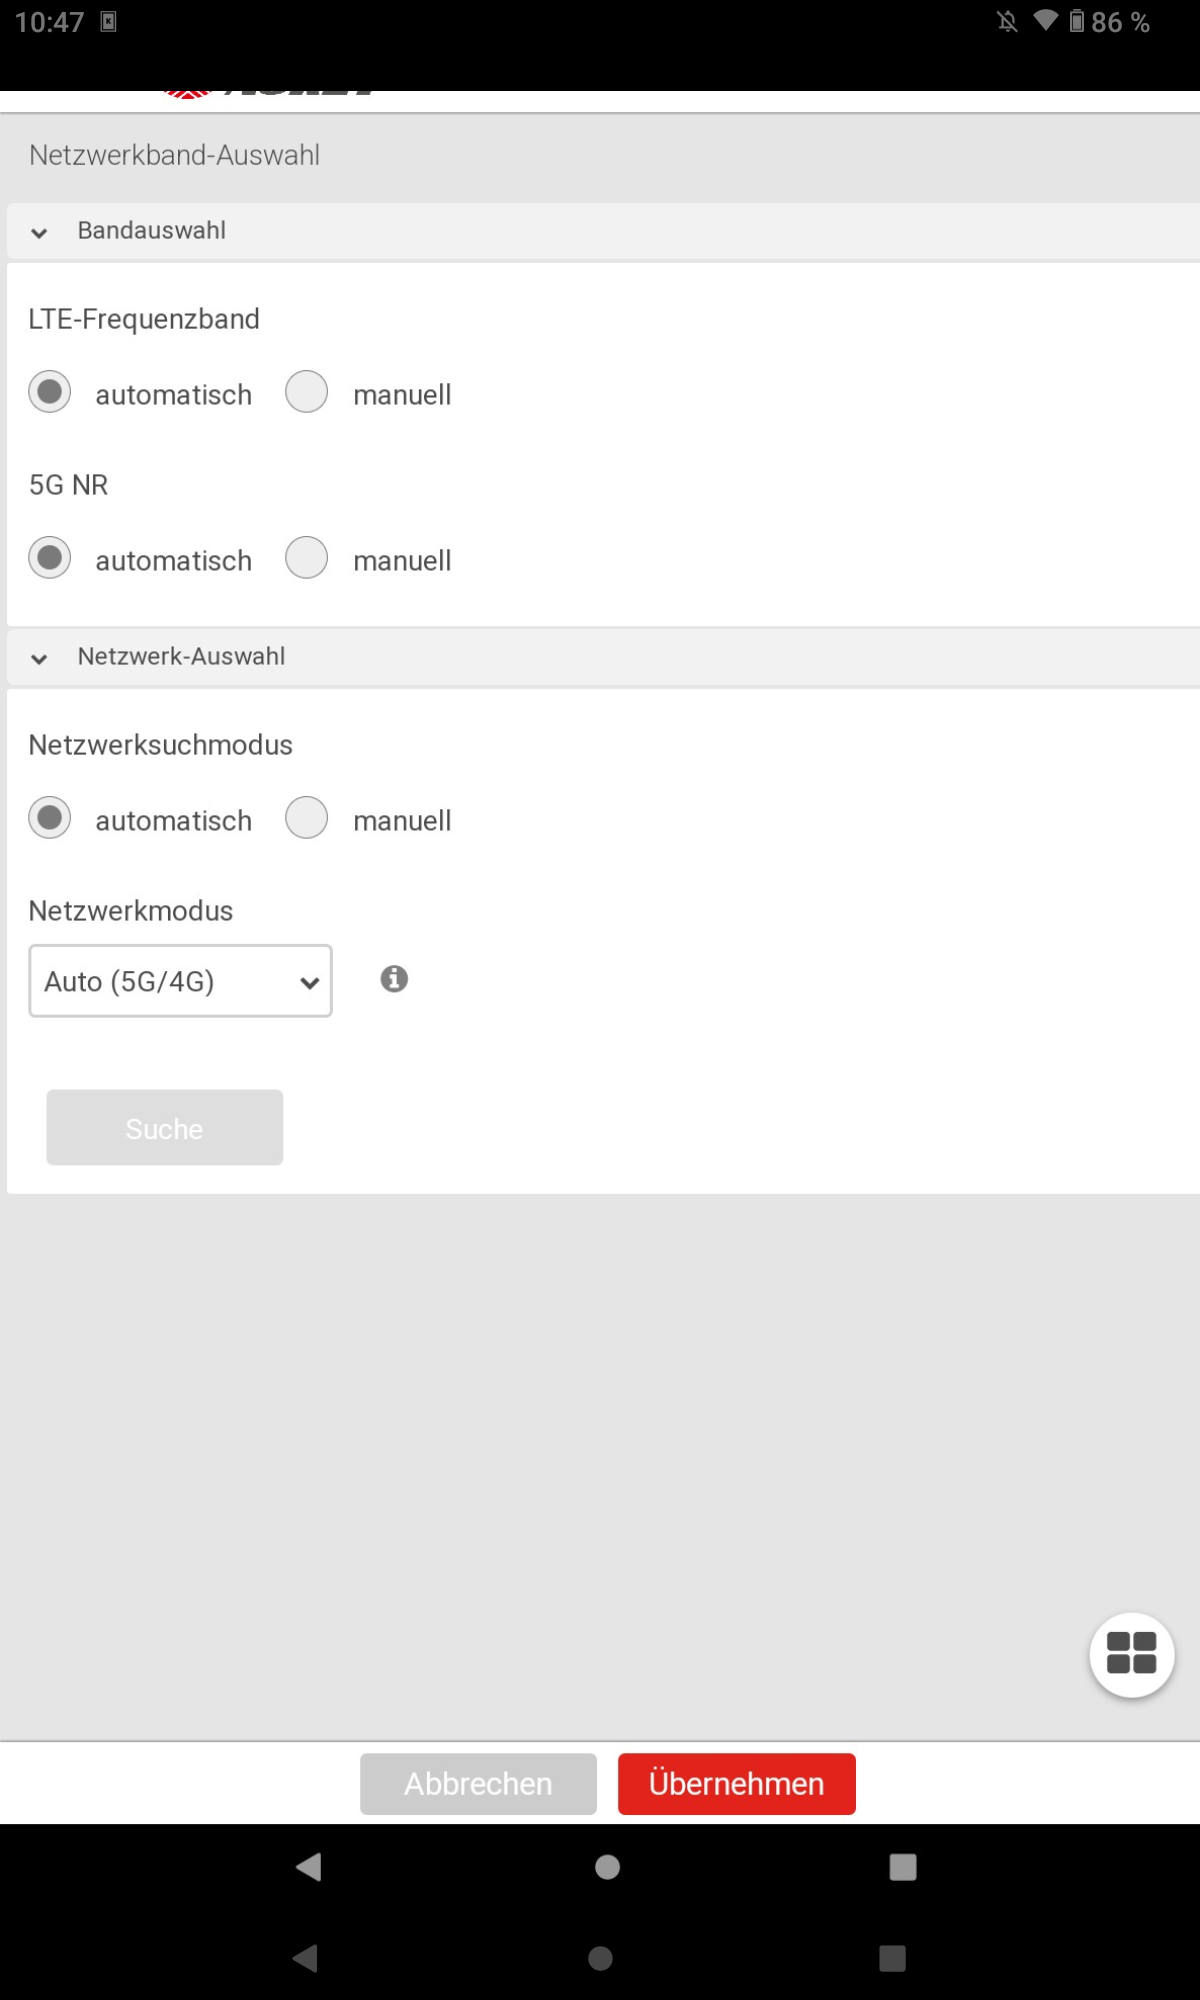 10:47
86 %
Netzwerkband-Auswahl
Bandauswahl
LTE-Frequenzband
automatisch manuell
5G NR
automatisch manuell
Netzwerk-Auswahl
Netzwerksuchmodus
automatisch manuell
Netzwerkmodus
Auto (5G/4G)
Suche
Abbrechen Übernehmen